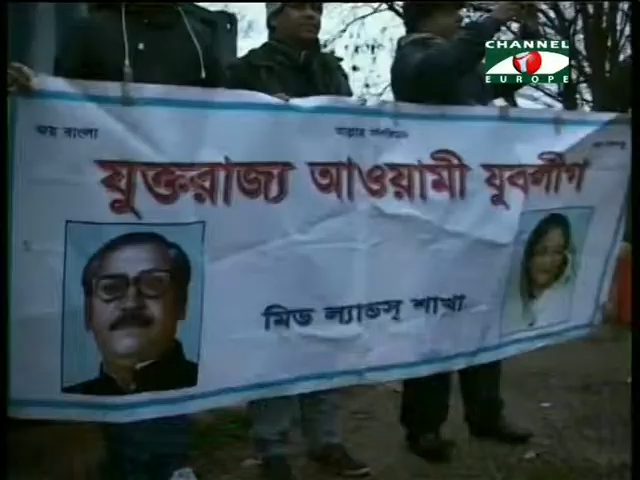 CHANNEL
i
EUROPE
জয় বাংলা
যুক্তরাজ্য আওয়ামী যুবলীগ
মিড ল্যান্ডস্ শাখা